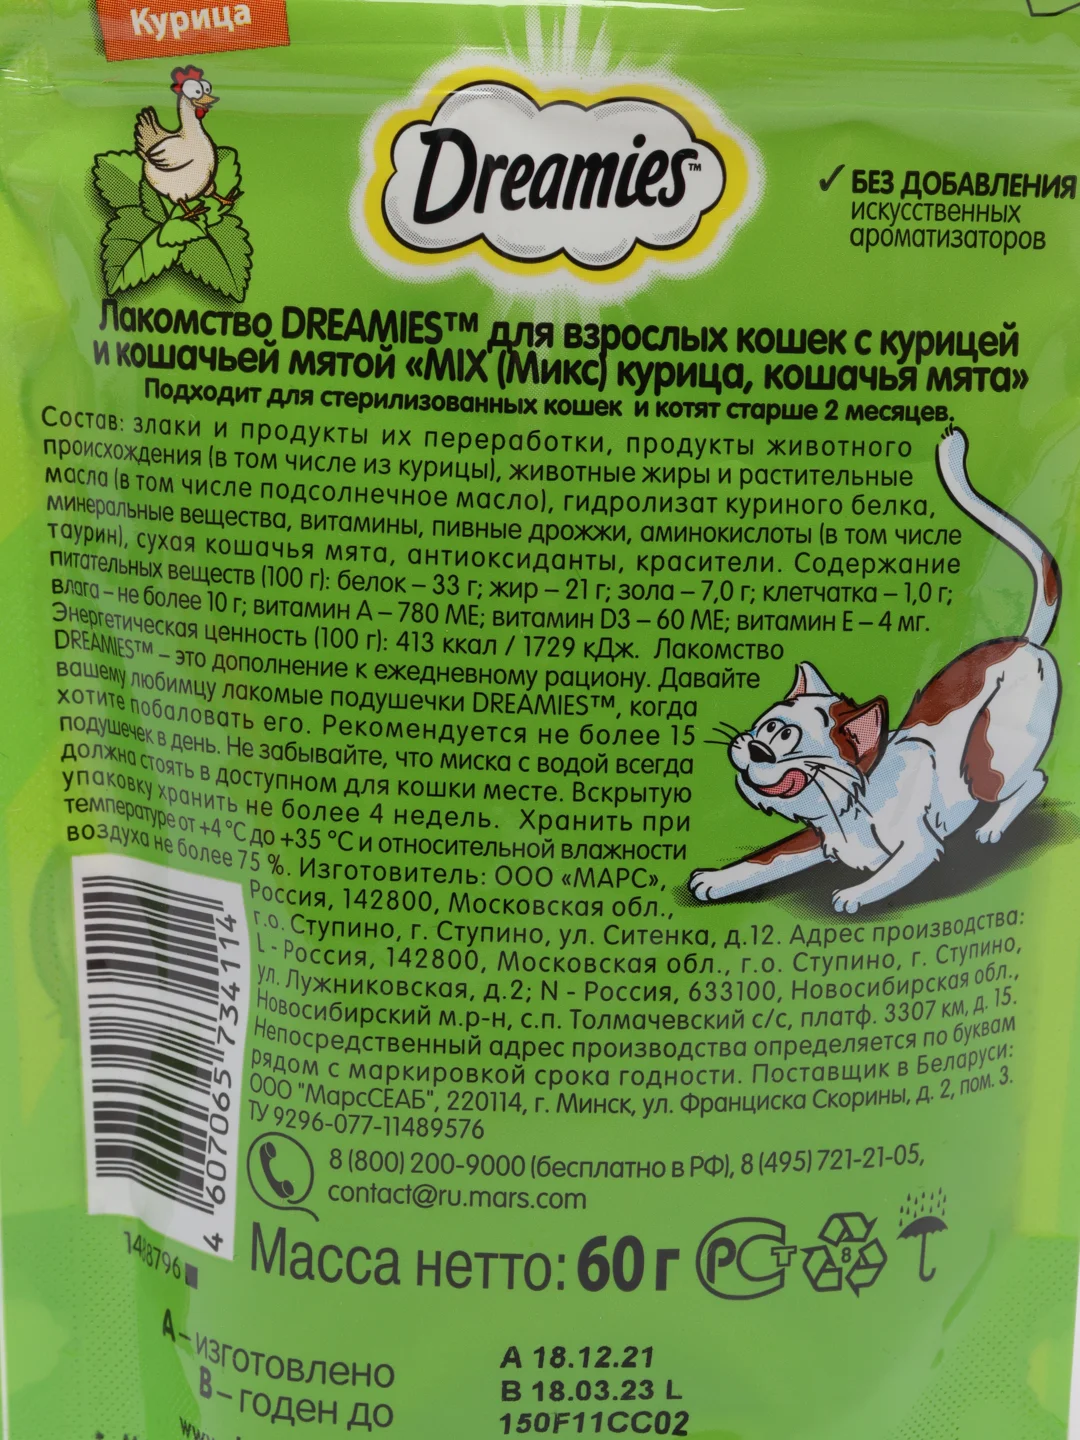 Курица
Dreamies™
✓ БЕЗ ДОБАВЛЕНИЯ
искусственных
ароматизаторов
Лакомство DREAMIES™ для взрослых кошек с курицей
и кошачьей мятой «MIX (Микс) курица, кошачья мята»
Подходит для стерилизованных кошек и котят старше 2 месяцев.
Состав: злаки и продукты их переработки, продукты животного
происхождения (в том числе из курицы), животные жиры и растительные
масла (в том числе подсолнечное масло), гидролизат куриного белка,
минеральные вещества, витамины, пивные дрожжи, аминокислоты (в том числе
таурин), сухая кошачья мята, антиоксиданты, красители. Содержание
питательных веществ (100 г): белок – 33 г; жир – 21 г; зола – 7,0 г; клетчатка – 1,0 г;
влага – не более 10 г; витамин А – 780 МЕ; витамин D3 – 60 МЕ; витамин Е – 4 мг.
Энергетическая ценность (100 г): 413 ккал / 1729 кДж. Лакомство
DREAMIES™ – это дополнение к ежедневному рациону. Давайте
вашему любимцу лакомые подушечки DREAMIES™, когда
хотите побаловать его. Рекомендуется не более 15
подушечек в день. Не забывайте, что миска с водой всегда
должна стоять в доступном для кошки месте. Вскрытую
упаковку хранить не более 4 недель. Хранить при
температуре от +4 °С до +35 °С и относительной влажности
воздуха не более 75 %. Изготовитель: ООО «МАРС»,
Россия, 142800, Московская обл.,
г.о. Ступино, г. Ступино, ул. Ситенка, д.12. Адрес производства:
L - Россия, 142800, Московская обл., г.о. Ступино, г. Ступино,
ул. Лужниковская, д.2; N - Россия, 633100, Новосибирская обл.,
Новосибирский м.р-н, с.п. Толмачевский с/с, платф. 3307 км, д. 15.
Непосредственный адрес производства определяется по буквам
рядом с маркировкой срока годности. Поставщик в Беларуси:
ООО "МарсСЕАБ", 220114, г. Минск, ул. Франциска Скорины, д. 2, пом. 3.
ТУ 9296-077-11489576
4 607065 734114
8 (800) 200-9000 (бесплатно в РФ), 8 (495) 721-21-05,
contact@ru.mars.com
Масса нетто: 60 г
РСТ
8
A – изготовлено
B – годен до
A 18.12.21
B 18.03.23 L
150F11CC02